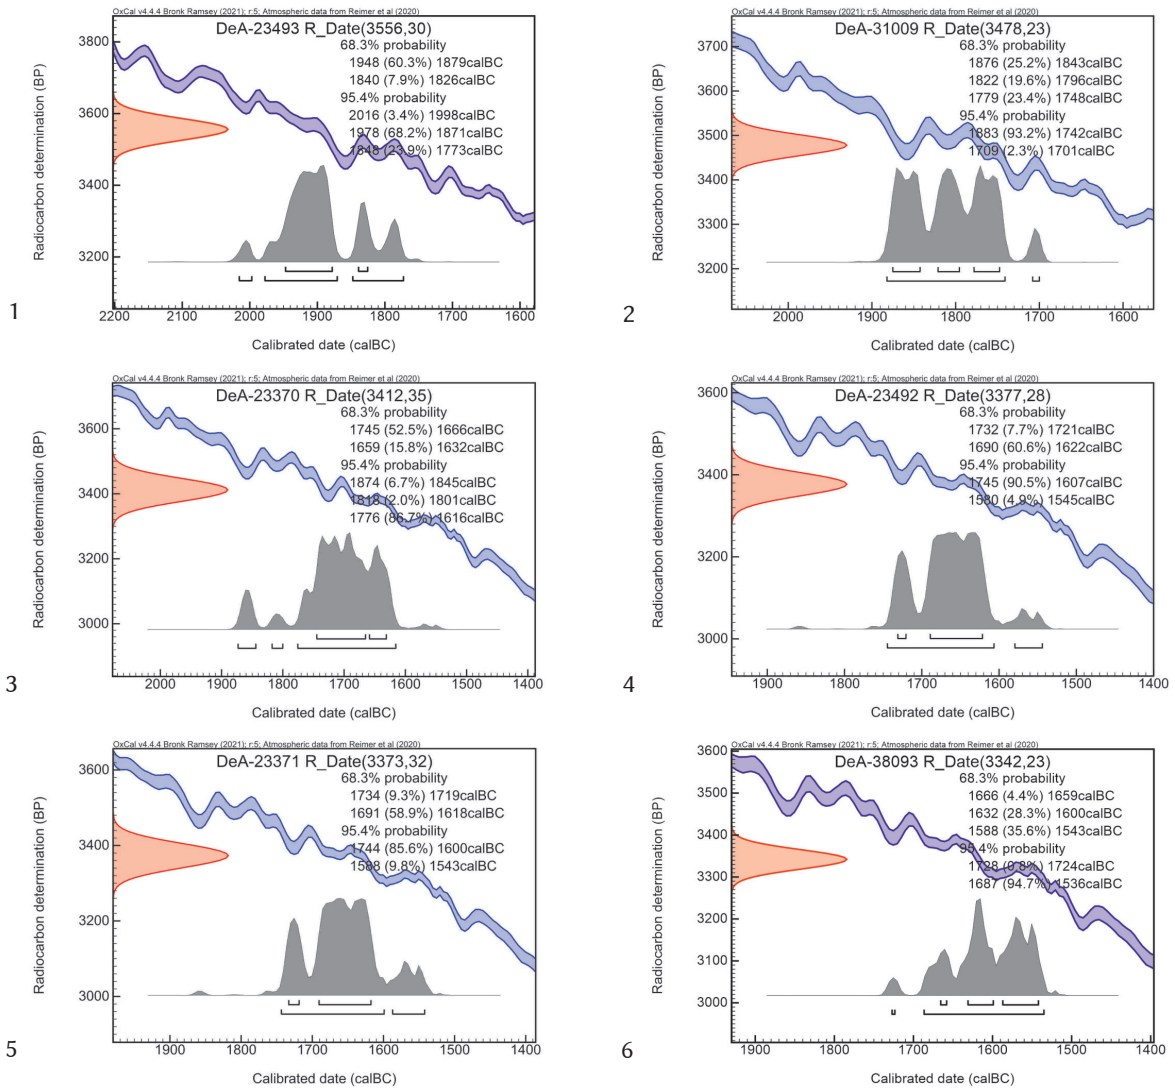 OxCal v4.4.4 Bronk Ramsey (2021); r:5; Atmospheric data from Reimer et al (2020)
DeA-23493 R_Date(3556,30)
68.3% probability
1948 (60.3%) 1879calBC
1840 (7.9%) 1826calBC
95.4% probability
2016 (3.4%) 1998calBC
1978 (68.2%) 1871calBC
1848 (23.9%) 1773calBC
Radiocarbon determination (BP)
3800
3600
3400
3200
2200 2100 2000 1900 1800 1700 1600
Calibrated date (calBC)
1
OxCal v4.4.4 Bronk Ramsey (2021); r:5; Atmospheric data from Reimer et al (2020)
DeA-31009 R_Date(3478,23)
68.3% probability
1876 (25.2%) 1843calBC
1822 (19.6%) 1796calBC
1779 (23.4%) 1748calBC
95.4% probability
1883 (93.2%) 1742calBC
1709 (2.3%) 1701calBC
Radiocarbon determination (BP)
3700
3600
3500
3400
3300
3200
2000 1900 1800 1700 1600
Calibrated date (calBC)
2
OxCal v4.4.4 Bronk Ramsey (2021); r:5; Atmospheric data from Reimer et al (2020)
DeA-23370 R_Date(3412,35)
68.3% probability
1745 (52.5%) 1666calBC
1659 (15.8%) 1632calBC
95.4% probability
1874 (6.7%) 1845calBC
1818 (2.0%) 1801calBC
1776 (86.7%) 1616calBC
Radiocarbon determination (BP)
3600
3400
3200
3000
2000 1900 1800 1700 1600 1500 1400
Calibrated date (calBC)
3
OxCal v4.4.4 Bronk Ramsey (2021); r:5; Atmospheric data from Reimer et al (2020)
DeA-23492 R_Date(3377,28)
68.3% probability
1732 (7.7%) 1721calBC
1690 (60.6%) 1622calBC
95.4% probability
1745 (90.5%) 1607calBC
1580 (4.9%) 1545calBC
Radiocarbon determination (BP)
3600
3400
3200
3000
1900 1800 1700 1600 1500 1400
Calibrated date (calBC)
4
OxCal v4.4.4 Bronk Ramsey (2021); r:5; Atmospheric data from Reimer et al (2020)
DeA-23371 R_Date(3373,32)
68.3% probability
1734 (9.3%) 1719calBC
1691 (58.9%) 1618calBC
95.4% probability
1744 (85.6%) 1600calBC
1588 (9.8%) 1543calBC
Radiocarbon determination (BP)
3600
3400
3200
3000
1900 1800 1700 1600 1500 1400
Calibrated date (calBC)
5
OxCal v4.4.4 Bronk Ramsey (2021); r:5; Atmospheric data from Reimer et al (2020)
DeA-38093 R_Date(3342,23)
68.3% probability
1666 (4.4%) 1659calBC
1632 (28.3%) 1600calBC
1588 (35.6%) 1543calBC
95.4% probability
1728 (0.8%) 1724calBC
1687 (94.7%) 1536calBC
Radiocarbon determination (BP)
3600
3500
3400
3300
3200
3100
3000
1900 1800 1700 1600 1500 1400
Calibrated date (calBC)
6